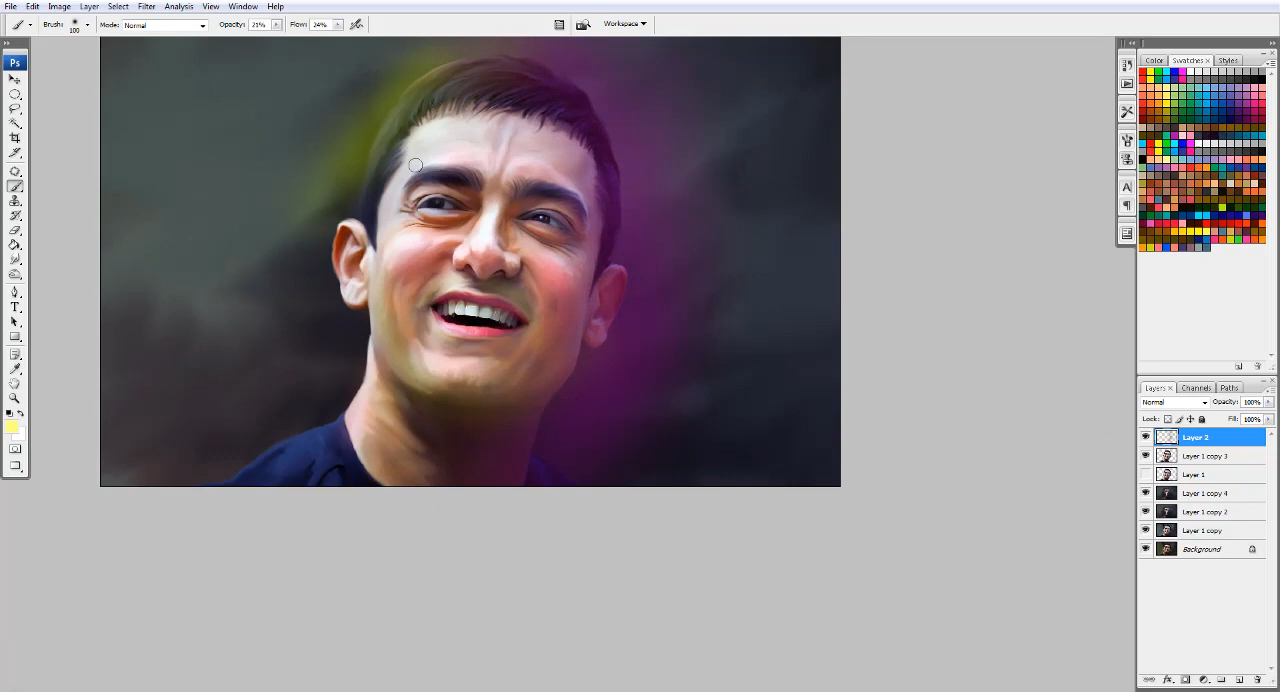 File Edit Image Layer Select Filter Analysis View Window Help
Brush: 100 Mode: Normal Opacity: 21% Flow: 24% Workspace
Ps
Color Swatches Styles
Layers Channels Paths
Normal Opacity: 100%
Lock: Fill: 100%
Layer 2
Layer 1 copy 3
Layer 1
Layer 1 copy 4
Layer 1 copy 2
Layer 1 copy
Background